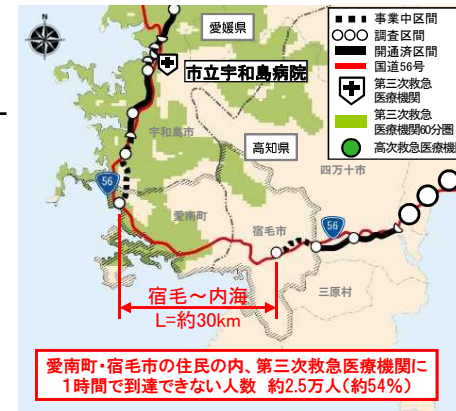 愛媛県
事業中区間
調査区間
開通済区間
国道56号
第三次救急
医療機関
第三次救急
医療機関60分圏
高次救急医療機
市立宇和島病院
宇和島市
高知県
四万十市
56
愛南町
宿毛市
56
宿毛～内海
L=約30km
三原村
愛南町・宿毛市の住民の内、第三次救急医療機関に
1時間で到達できない人数 約2.5万人(約54%)